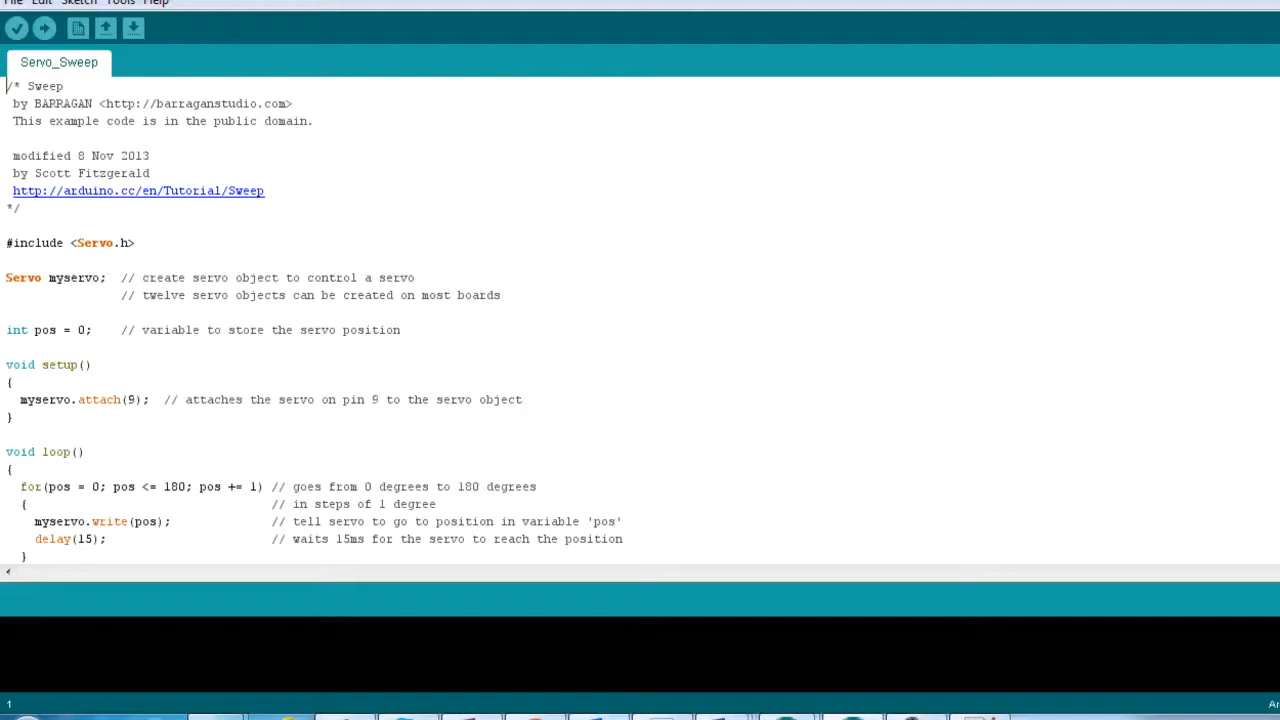 File Edit Sketch Tools Help
Servo_Sweep
/* Sweep
by BARRAGAN <http://barraganstudio.com>
This example code is in the public domain.
modified 8 Nov 2013
by Scott Fitzgerald
http://arduino.cc/en/Tutorial/Sweep
*/
#include <Servo.h>
Servo myservo;  // create servo object to control a servo
// twelve servo objects can be created on most boards
int pos = 0;    // variable to store the servo position
void setup()
{
myservo.attach(9);  // attaches the servo on pin 9 to the servo object
}
void loop()
{
for(pos = 0; pos <= 180; pos += 1) // goes from 0 degrees to 180 degrees
{                                  // in steps of 1 degree
myservo.write(pos);              // tell servo to go to position in variable 'pos'
delay(15);                       // waits 15ms for the servo to reach the position
}
1